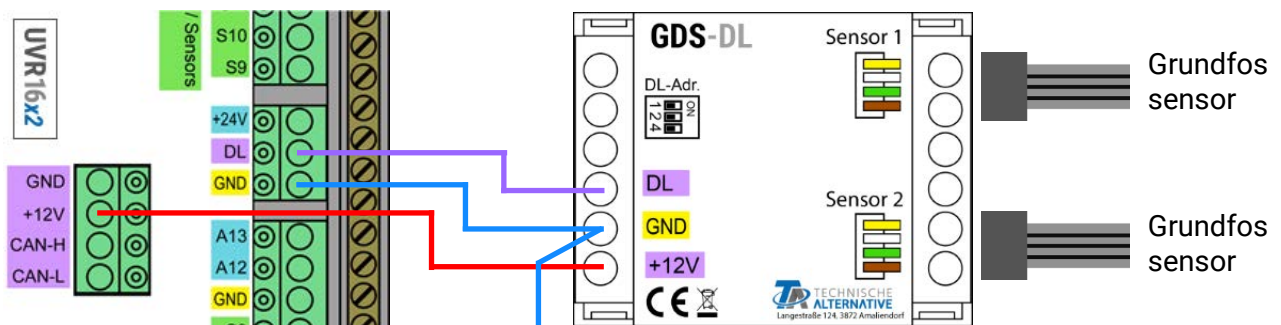 UVR16x2
/ Sensors
S10
S9
+24V
DL
GND
A13
A12
GND
GND
+12V
CAN-H
CAN-L
GDS-DL
DL-Adr.
ON
1 2 4
DL
GND
+12V
CE
Sensor 1
Sensor 2
TA TECHNISCHE
ALTERNATIVE
Langestraße 124, 3872 Amaliendorf
Grundfos
sensor
Grundfos
sensor